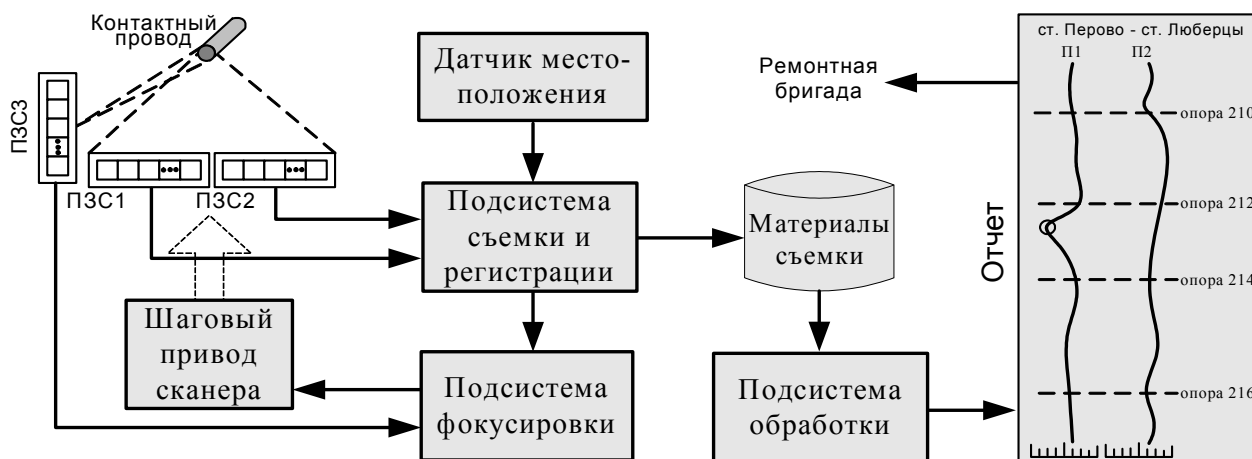 Контактный
провод
ПЗС3
ПЗС1
ПЗС2
Датчик место-
положения
Подсистема
съемки и
регистрации
Шаговый
привод
сканера
Подсистема
фокусировки
Материалы
съемки
Подсистема
обработки
Ремонтная
бригада
Отчет
ст. Перово - ст. Люберцы
П1 П2
опора 210
опора 212
опора 214
опора 216